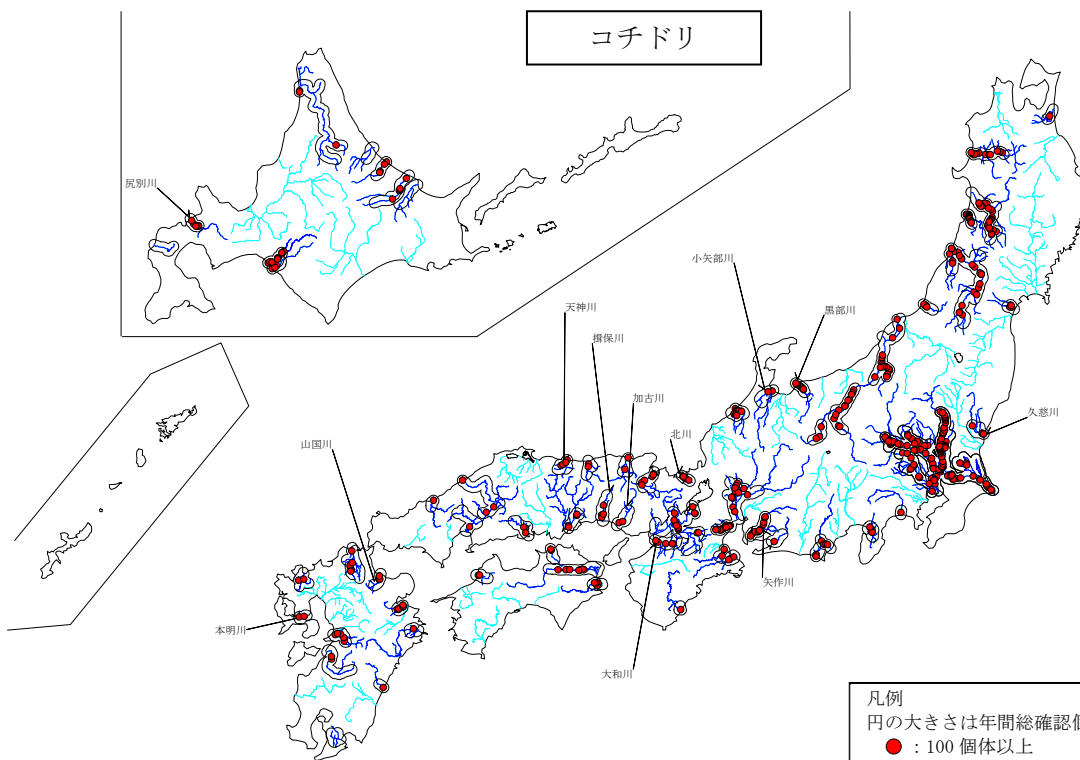 コチドリ
尻別川
小矢部川
黒部川
天神川
揖保川
加古川
北川
山国川
久慈川
矢作川
本明川
大和川
凡例
円の大きさは年間総確認個
：100 個体以上